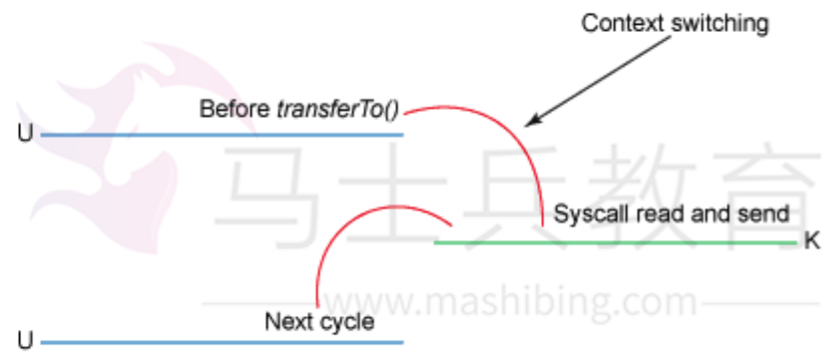 Context switching
Before transferTo()
U
马士兵教育
Syscall read and send
K
www.mashibing.com
Next cycle
U